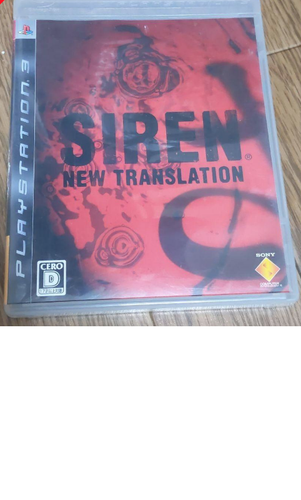 PLAYSTATION 3
SIREN®
NEW TRANSLATION
CERO
D
SONY